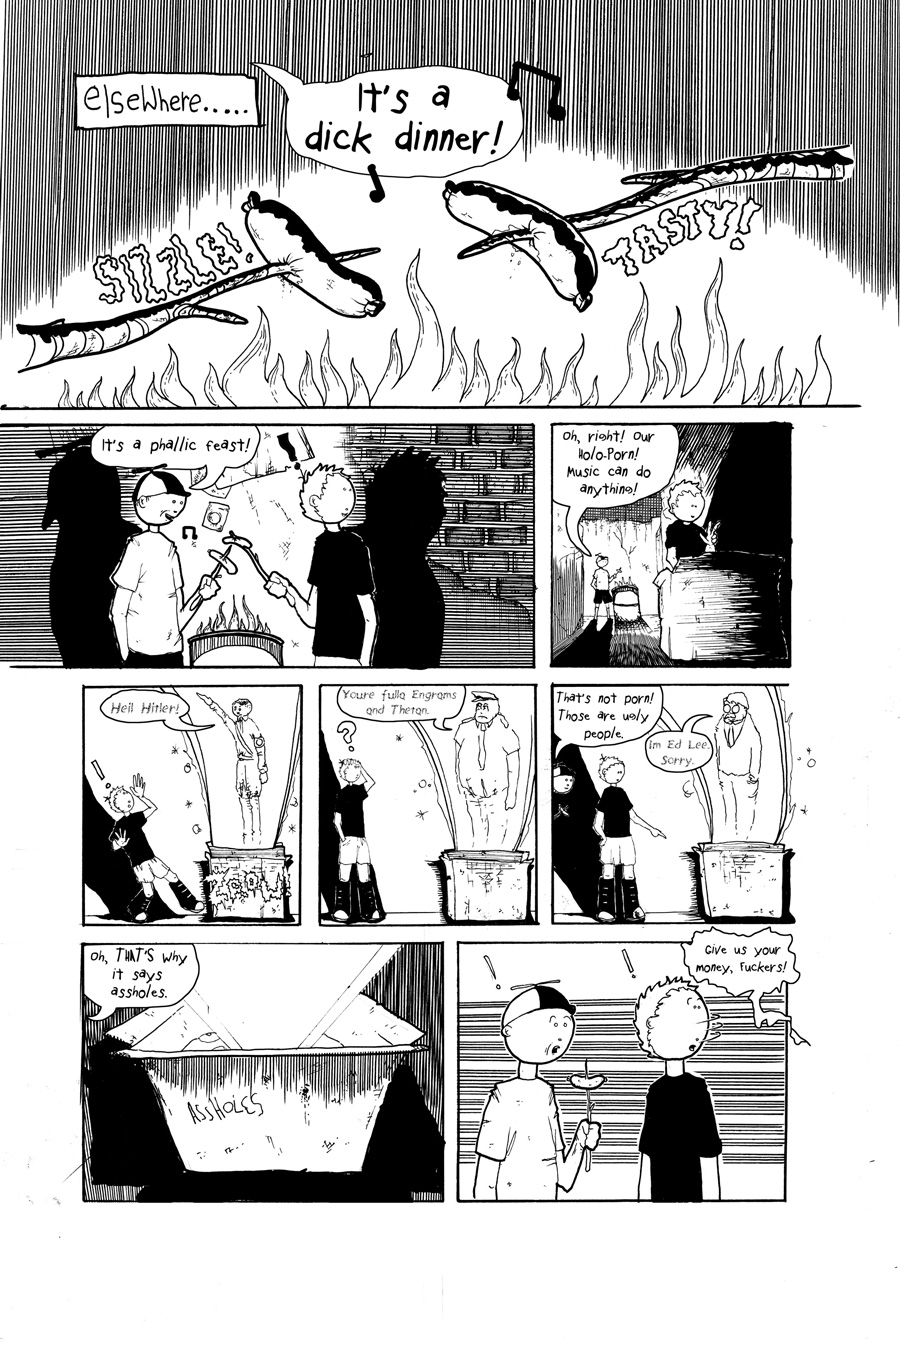 elseWhere.....
It's a
dick dinner!
SIZZLE!
TASTY!
It's a phallic feast!
Oh, right! Our
Holo-Porn!
Music can do
anything!
Heil Hitler!
!
Youre fulla Engrams
and Thetan.
?
That's not porn!
Those are ugly
people.
Im Ed Lee.
Sorry.
Oh, THAT'S why
it says
assholes.
ASSHOLES
! !
Give us your
money, Fuckers!